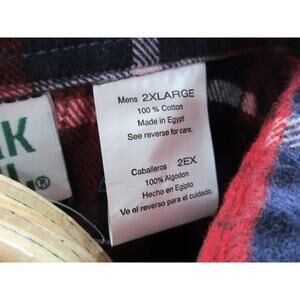 Mens 2XLARGE
100 % Cotton
Made in Egypt
See reverse for care.
Caballeros 2EX
100% Algodon
Hecho en Egipto
Ve el reverso para el cuidado.
®